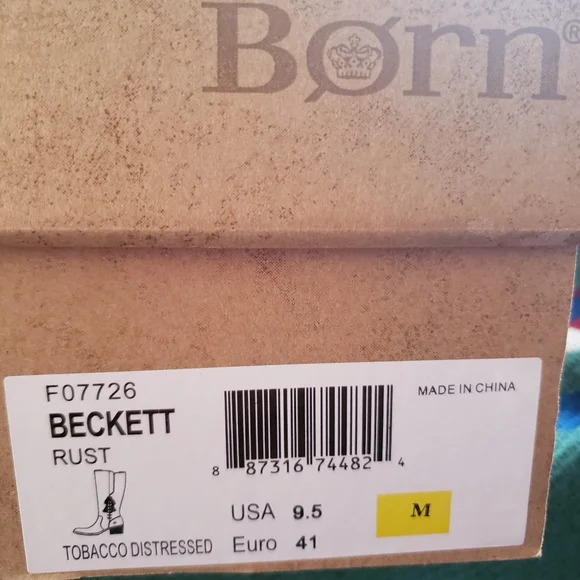 Børn®
F07726
MADE IN CHINA
BECKETT
RUST
8 87316 74482 4
USA 9.5 M
TOBACCO DISTRESSED Euro 41